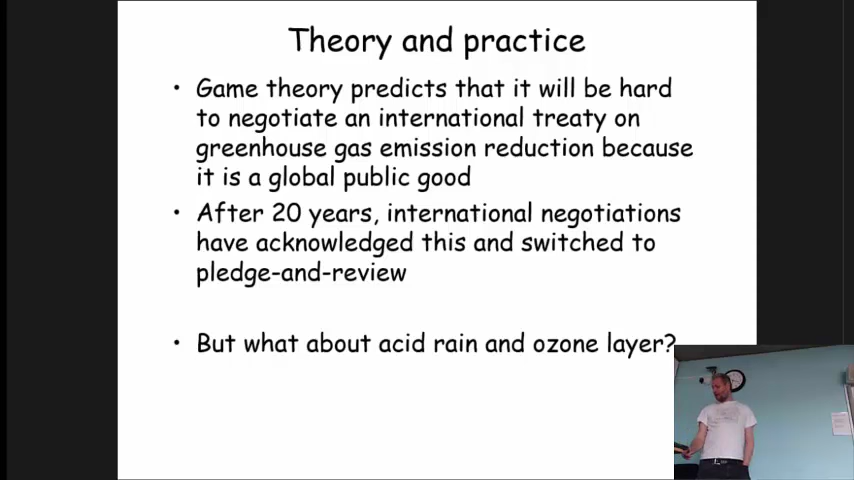 Theory and practice
• Game theory predicts that it will be hard
to negotiate an international treaty on
greenhouse gas emission reduction because
it is a global public good
• After 20 years, international negotiations
have acknowledged this and switched to
pledge-and-review
• But what about acid rain and ozone layer?